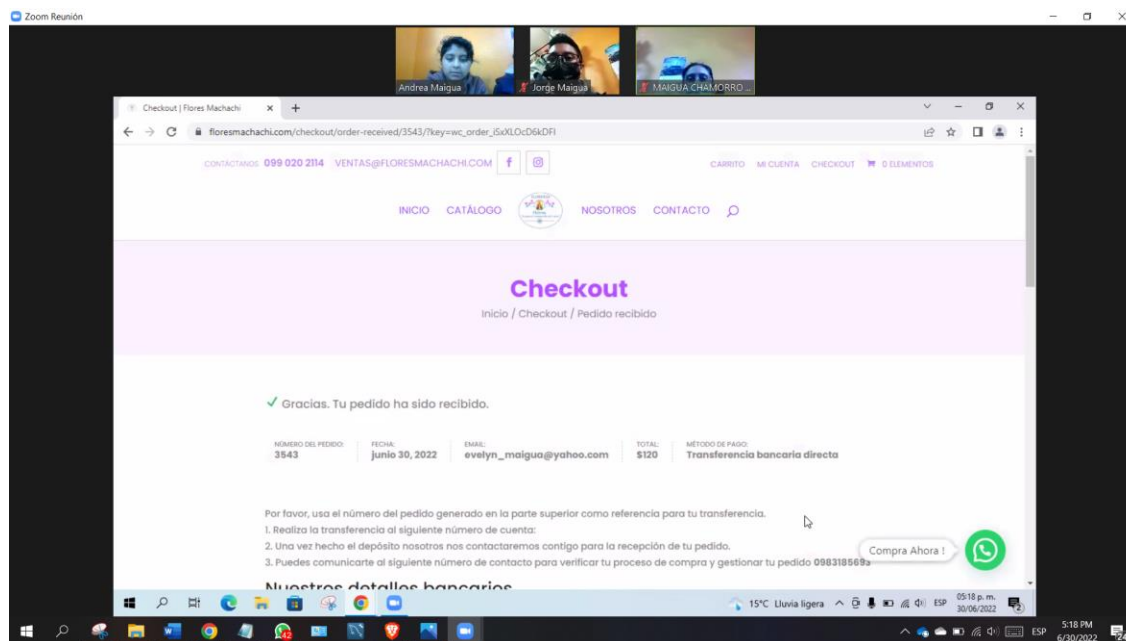 Zoom Reunión
Andrea Maigua
Jorge Maigua
MAIGUA CHAMORRO ...
Checkout | Flores Machachi
floresmachachi.com/checkout/order-received/3543/?key=wc_order_iSxXLOcD6kDFl
CONTÁCTANOS: 099 020 2114 VENTAS@FLORESMACHACHI.COM
CARRITO MI CUENTA CHECKOUT 0 ELEMENTOS
INICIO CATÁLOGO NOSOTROS CONTACTO
Checkout
Inicio / Checkout / Pedido recibido
Gracias. Tu pedido ha sido recibido.
NÚMERO DEL PEDIDO: FECHA: EMAIL: TOTAL: MÉTODO DE PAGO:
3543 junio 30, 2022 evelyn_maigua@yahoo.com $120 Transferencia bancaria directa
Por favor, usa el número del pedido generado en la parte superior como referencia para tu transferencia.
1. Realiza la transferencia al siguiente número de cuenta:
2. Una vez hecho el depósito nosotros nos contactaremos contigo para la recepción de tu pedido.
Compra Ahora !
3. Puedes comunicarte al siguiente número de contacto para verificar tu proceso de compra y gestionar tu pedido 0983185693
Nuestros detalles bancarios
15°C Lluvia ligera ESP
05:18 p. m.
30/06/2022
ESP
5:18 PM
6/30/2022